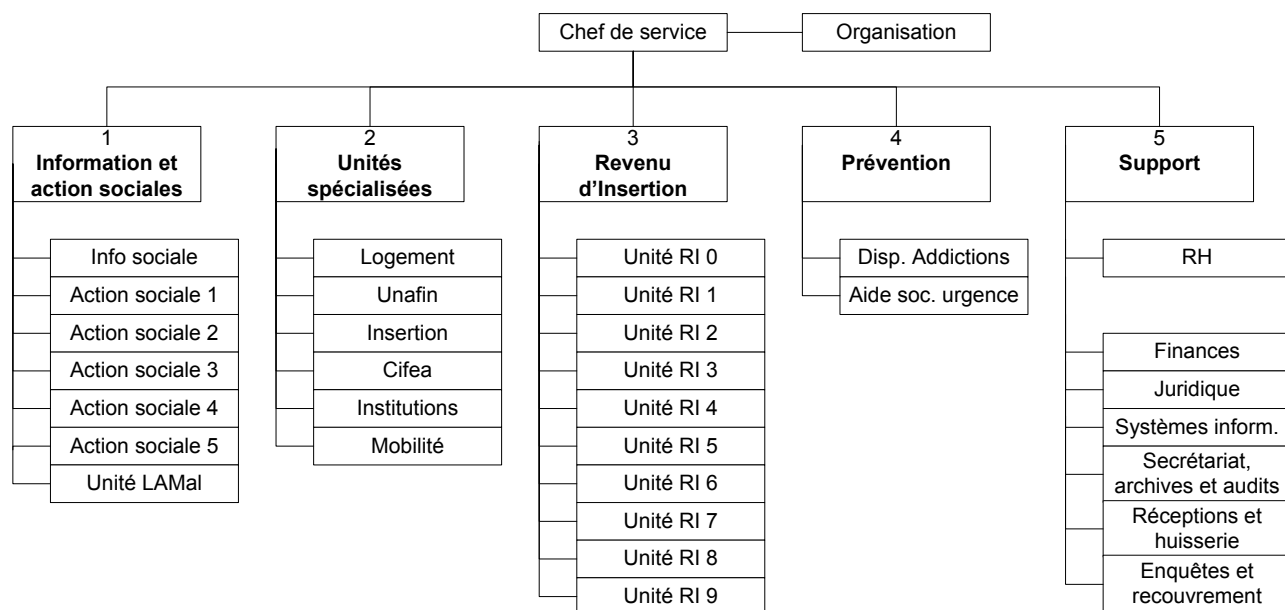 Chef de service
Organisation
1
Information et
action sociales
2
Unités
spécialisées
3
Revenu
d'Insertion
4
Prévention
5
Support
Info sociale
Action sociale 1
Action sociale 2
Action sociale 3
Action sociale 4
Action sociale 5
Unité LAMal
Logement
Unafin
Insertion
Cifea
Institutions
Mobilité
Unité RI 0
Unité RI 1
Unité RI 2
Unité RI 3
Unité RI 4
Unité RI 5
Unité RI 6
Unité RI 7
Unité RI 8
Unité RI 9
Disp. Addictions
Aide soc. urgence
RH
Finances
Juridique
Systèmes inform.
Secrétariat,
archives et audits
Réceptions et
huisserie
Enquêtes et
recouvrement